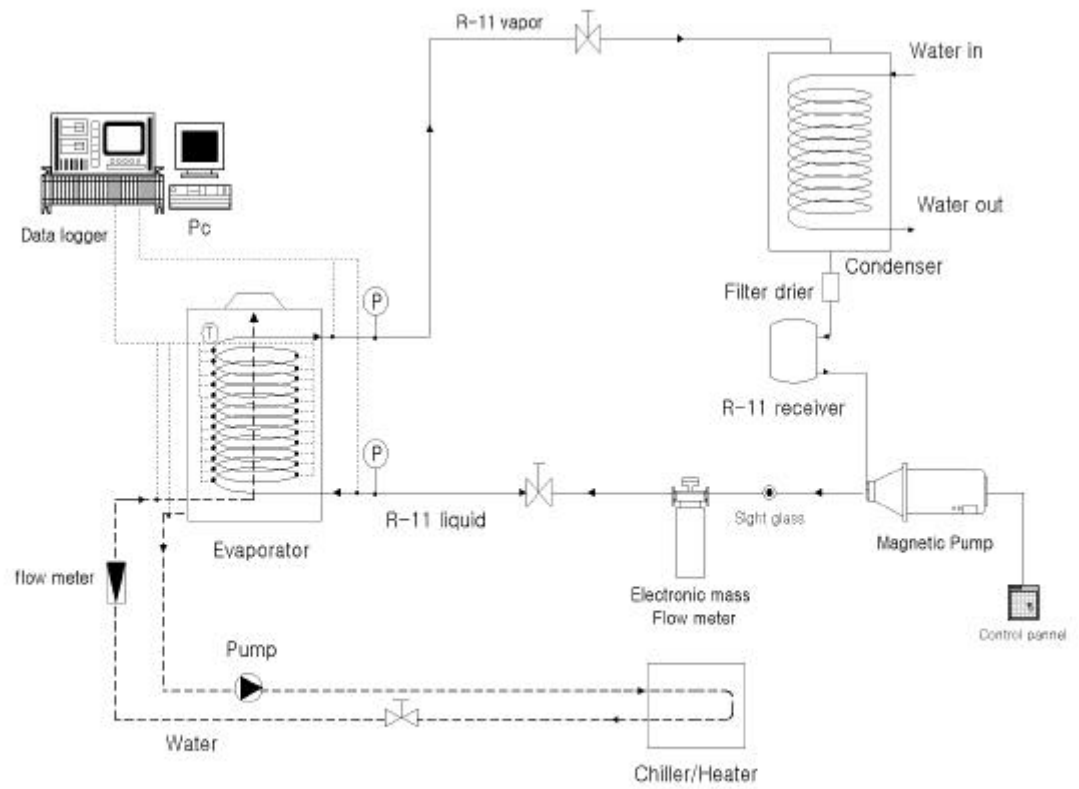 R-11 vapor
Water in
Water out
Pc
Data logger
Condenser
Filter drier
P
T
R-11 receiver
P
R-11 liquid
Sight glass
Evaporator
Magnetic Pump
flow meter
Electronic mass
Flow meter
Control pannel
Pump
Water
Chiller/Heater